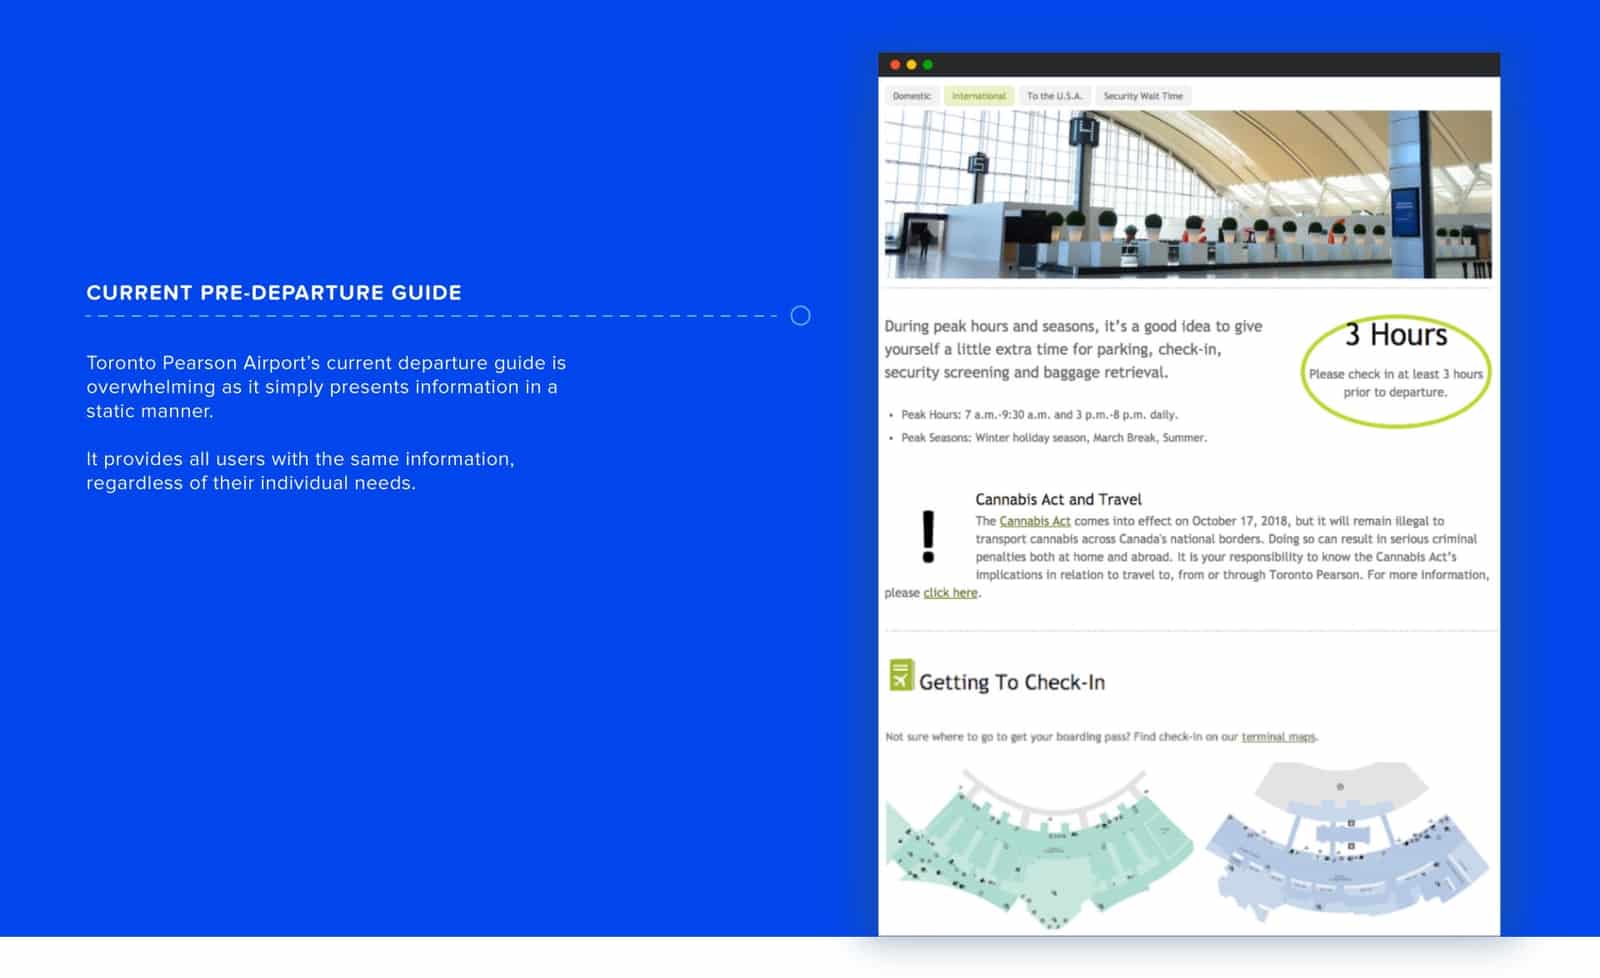 CURRENT PRE-DEPARTURE GUIDE
Toronto Pearson Airport’s current departure guide is
overwhelming as it simply presents information in a
static manner.
It provides all users with the same information,
regardless of their individual needs.
Domestic
International
To the U.S.A.
Security Wait Time
15
14
During peak hours and seasons, it’s a good idea to give
yourself a little extra time for parking, check-in,
security screening and baggage retrieval.
3 Hours
Please check in at least 3 hours
prior to departure.
• Peak Hours: 7 a.m.-9:30 a.m. and 3 p.m.-8 p.m. daily.
• Peak Seasons: Winter holiday season, March Break, Summer.
!
Cannabis Act and Travel
The Cannabis Act comes into effect on October 17, 2018, but it will remain illegal to
transport cannabis across Canada's national borders. Doing so can result in serious criminal
penalties both at home and abroad. It is your responsibility to know the Cannabis Act's
implications in relation to travel to, from or through Toronto Pearson. For more information,
please click here.
Getting To Check-In
Not sure where to go to get your boarding pass? Find check-in on our terminal maps.